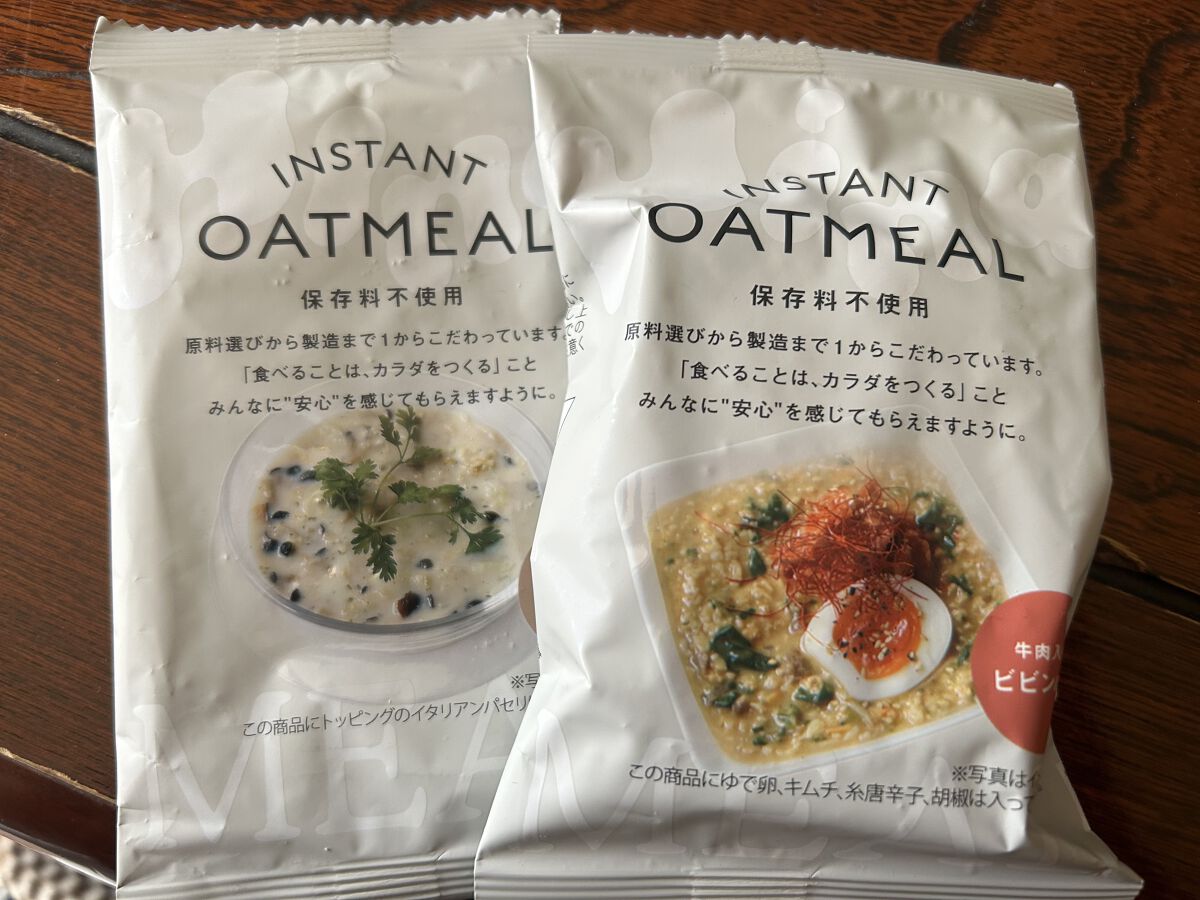 INSTANT
OATMEAL
保存料不使用
原料選びから製造まで1からこだわっています。
「食べることは、カラダをつくる」こと
みんなに"安心"を感じてもらえますように。
※写
この商品にトッピングのイタリアンパセリ
MEA
INSTANT
OATMEAL
保存料不使用
原料選びから製造まで1からこだわっています。
「食べることは、カラダをつくる」こと
みんなに"安心"を感じてもらえますように。
牛肉入
ビビン
※写真はイ
この商品にゆで卵、キムチ、糸唐辛子、胡椒は入って
MEA